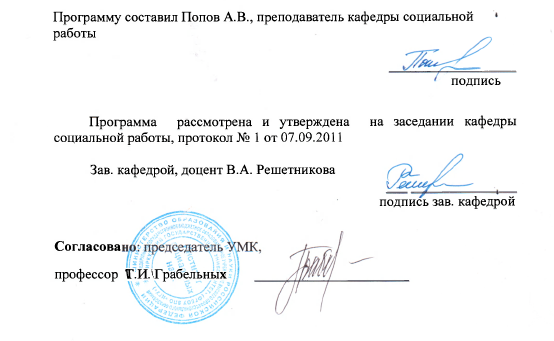 Программу составил Попов А.В., преподаватель кафедры социальной
работы
подпись
Программа рассмотрена и утверждена на заседании кафедры
социальной работы, протокол № 1 от 07.09.2011
Зав. кафедрой, доцент В.А. Решетникова
подпись зав. кафедрой
Согласовано: председатель УМК,
профессор Т.И. Грабельных